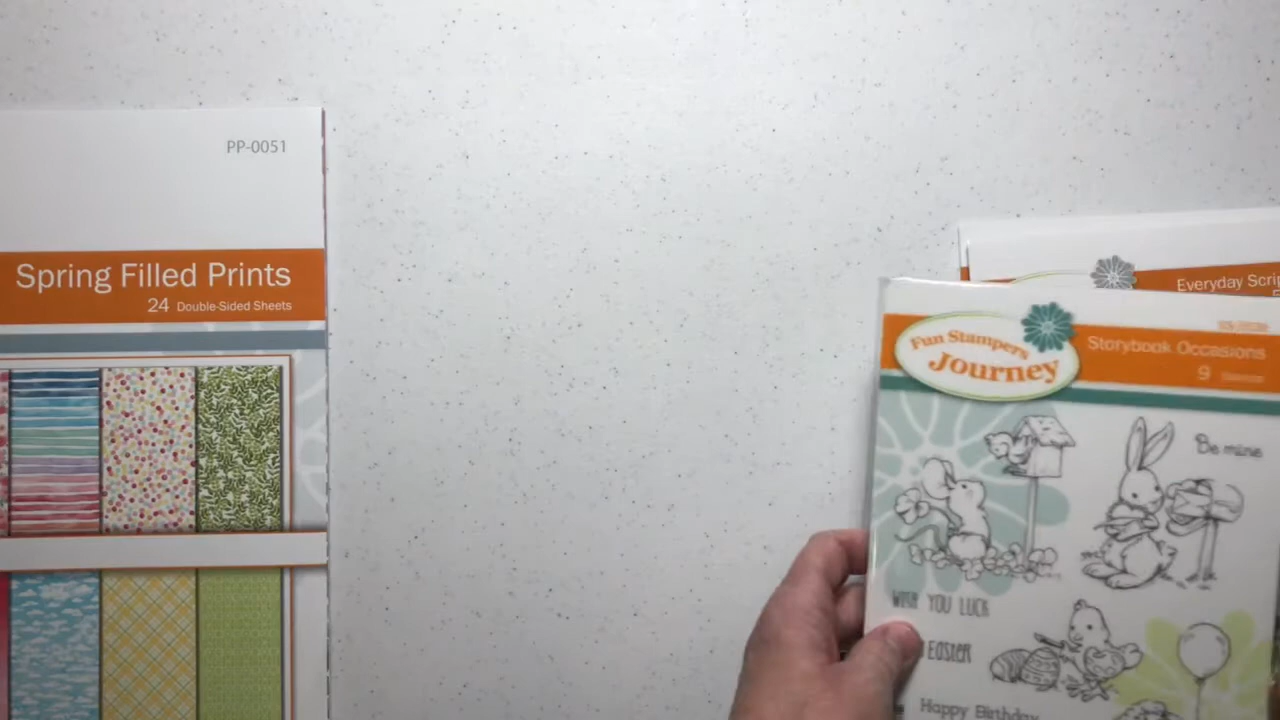 PP-0051
Spring Filled Prints
24 Double-Sided Sheets
Everyday
Fun Stampers
Journey
Storybook Occasions
9
Be mine
WISH YOU LUCK
EASTER
Happy Birthday